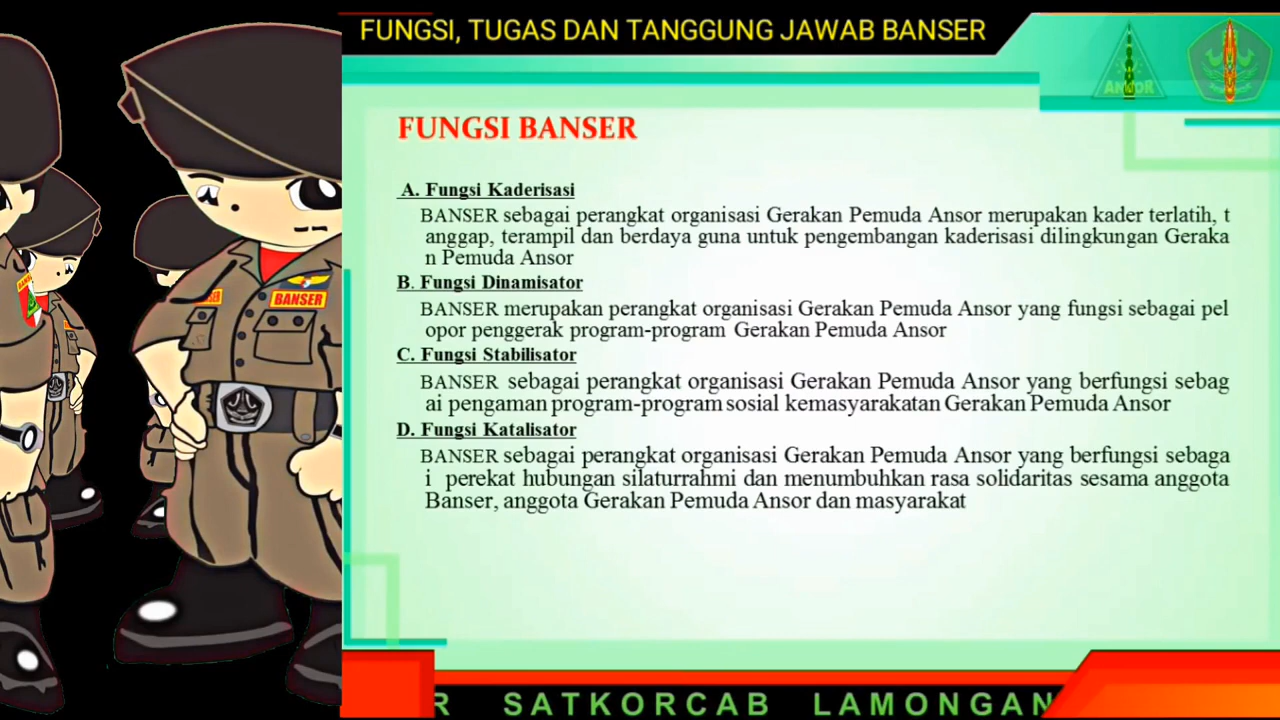 FUNGSI, TUGAS DAN TANGGUNG JAWAB BANSER
ANSOR
FUNGSI BANSER
A. Fungsi Kaderisasi
BANSER sebagai perangkat organisasi Gerakan Pemuda Ansor merupakan kader terlatih, t
anggap, terampil dan berdaya guna untuk pengembangan kaderisasi dilingkungan Geraka
n Pemuda Ansor
B. Fungsi Dinamisator
BANSER merupakan perangkat organisasi Gerakan Pemuda Ansor yang fungsi sebagai pel
opor penggerak program-program Gerakan Pemuda Ansor
C. Fungsi Stabilisator
BANSER sebagai perangkat organisasi Gerakan Pemuda Ansor yang berfungsi sebag
ai pengaman program-program sosial kemasyarakatan Gerakan Pemuda Ansor
D. Fungsi Katalisator
BANSER sebagai perangkat organisasi Gerakan Pemuda Ansor yang berfungsi sebaga
i perekat hubungan silaturrahmi dan menumbuhkan rasa solidaritas sesama anggota
Banser, anggota Gerakan Pemuda Ansor dan masyarakat
BANSER
R SATKORCAB LAMONGAN